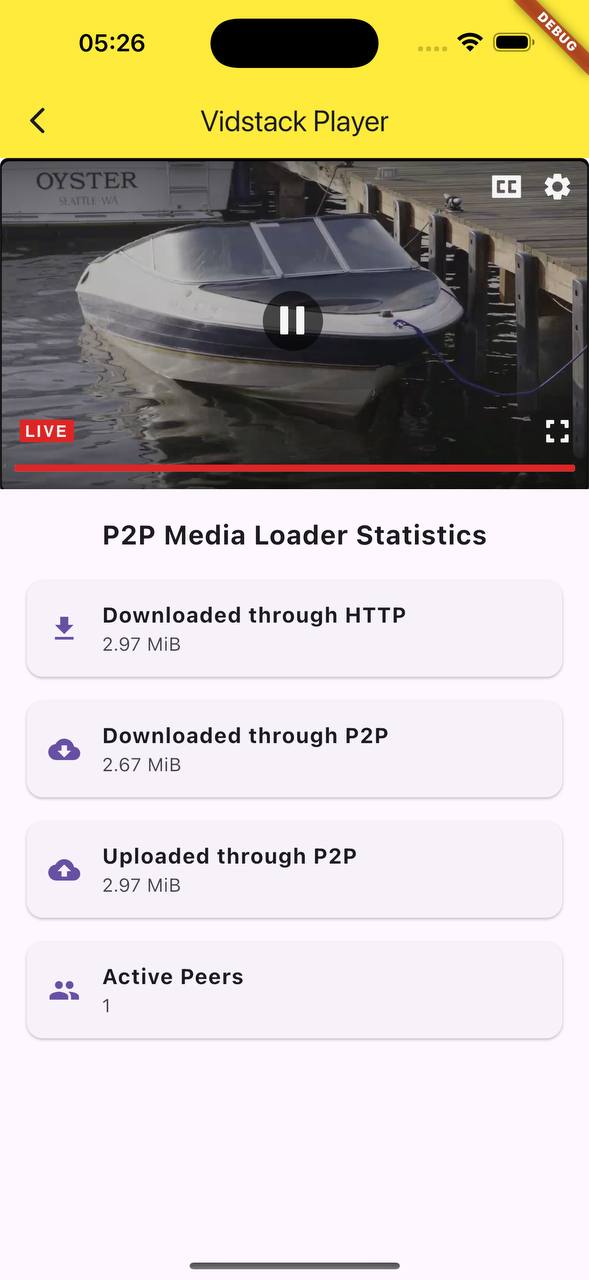 05:26
DEBUG
Vidstack Player
OYSTER
SEATTLE·WA
CC
LIVE
P2P Media Loader Statistics
Downloaded through HTTP
2.97 MiB
Downloaded through P2P
2.67 MiB
Uploaded through P2P
2.97 MiB
Active Peers
1